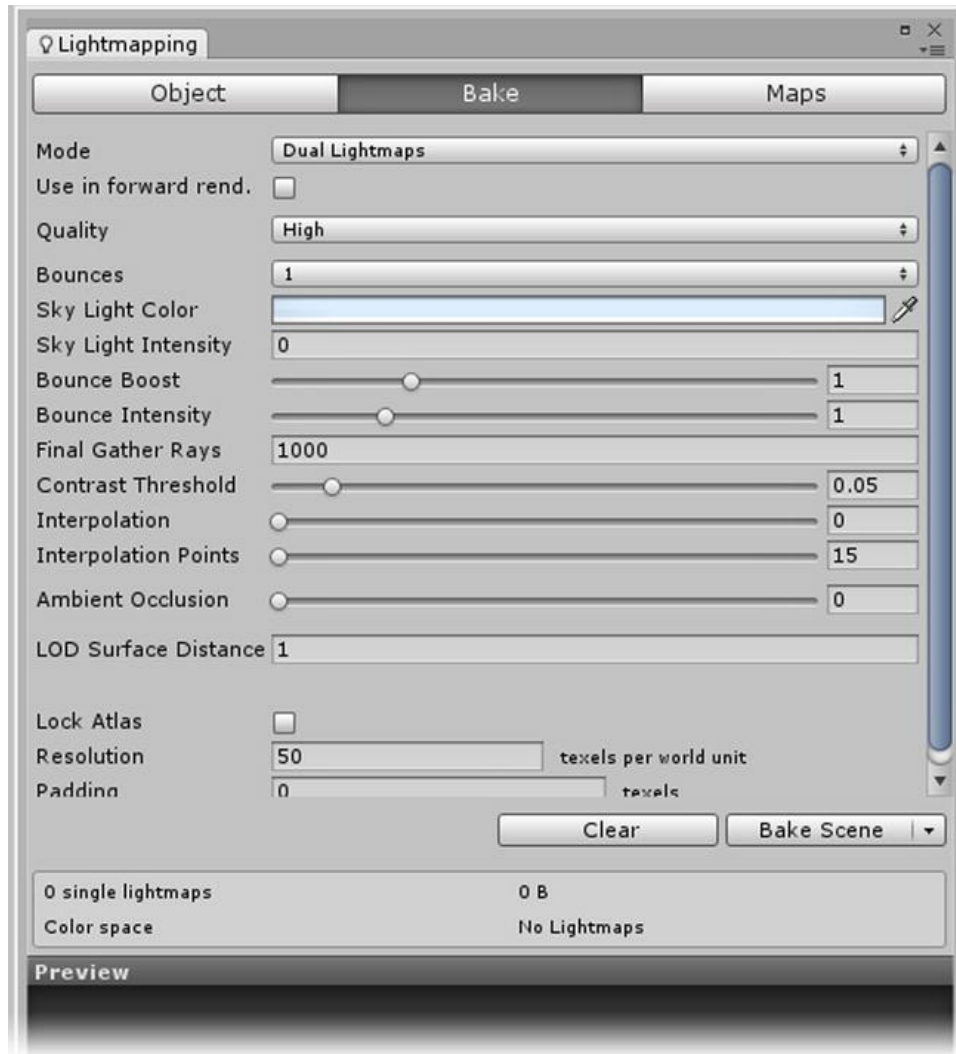 Lightmapping
Object Bake Maps
Mode Dual Lightmaps
Use in forward rend.
Quality High
Bounces 1
Sky Light Color
Sky Light Intensity 0
Bounce Boost 1
Bounce Intensity 1
Final Gather Rays 1000
Contrast Threshold 0.05
Interpolation 0
Interpolation Points 15
Ambient Occlusion 0
LOD Surface Distance 1
Lock Atlas
Resolution 50 texels per world unit
Padding 0 texels
Clear Bake Scene
0 single lightmaps 0 B
Color space No Lightmaps
Preview